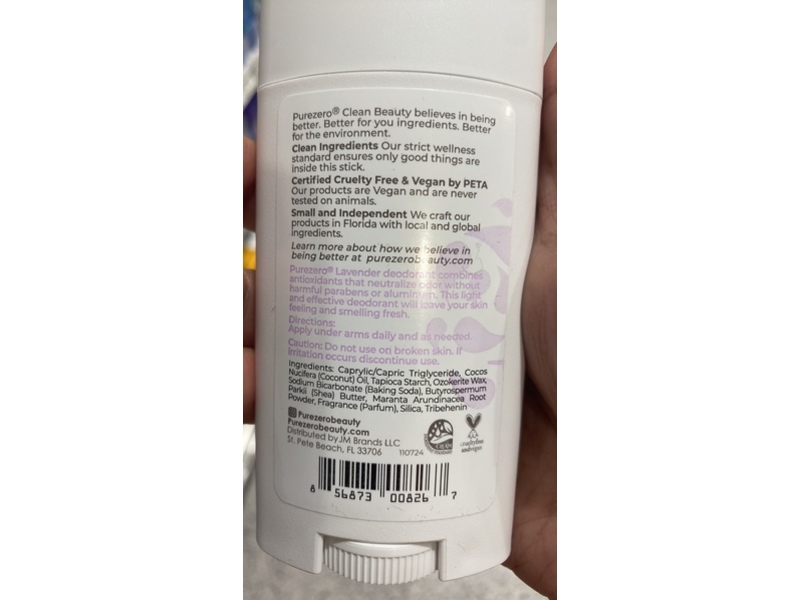 Purezero® Clean Beauty believes in being
better. Better for you ingredients. Better
for the environment.
Clean Ingredients Our strict wellness
standard ensures only good things are
inside this stick.
Certified Cruelty Free & Vegan by PETA
Our products are Vegan and are never
tested on animals.
Small and Independent We craft our
products in Florida with local and global
ingredients.
Learn more about how we believe in
being better at purezerobeauty.com
Purezero® Lavender deodorant combines
antioxidants that neutralize odor without
harmful parabens or aluminum. This light
and effective deodorant will leave your skin
feeling and smelling fresh.
Directions:
Apply under arms daily and as needed.
Caution: Do not use on broken skin. If
irritation occurs discontinue use.
Ingredients: Caprylic/Capric Triglyceride, Cocos
Nucifera (Coconut) Oil, Tapioca Starch, Ozokerite Wax,
Sodium Bicarbonate (Baking Soda), Butyrospermum
Parkii (Shea) Butter, Maranta Arundinacea Root
Powder, Fragrance (Parfum), Silica, Tribehenin
Purezerobeauty
Purezerobeauty.com
Distributed by JM Brands LLC
St. Pete Beach, FL 33706 110724
crueltyfree
and vegan
8 56873 00826 7